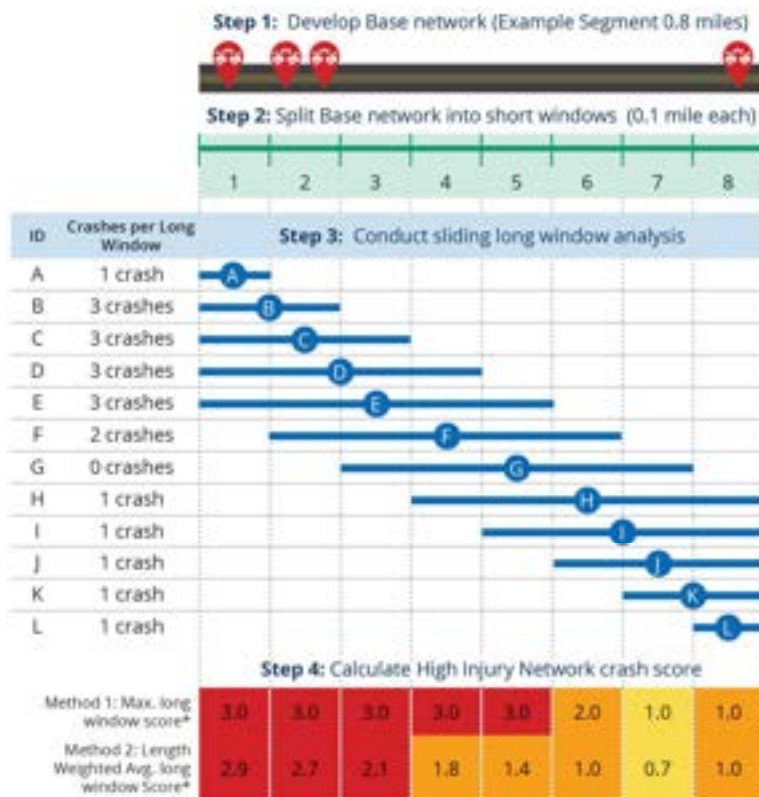 Step 1: Develop Base network (Example Segment 0.8 miles)
Step 2: Split Base network into short windows (0.1 mile each)
1 2 3 4 5 6 7 8
ID Crashes per Long Window Step 3: Conduct sliding long window analysis
A 1 crash A
B 3 crashes B
C 3 crashes C
D 3 crashes D
E 3 crashes E
F 2 crashes F
G 0 crashes G
H 1 crash H
I 1 crash I
J 1 crash J
K 1 crash K
L 1 crash L
Step 4: Calculate High Injury Network crash score
Method 1: Max. long
window score* 3.0 3.0 3.0 3.0 3.0 2.0 1.0 1.0
Method 2: Length
Weighted Avg. long
window Score* 2.9 2.7 2.1 1.8 1.4 1.0 0.7 1.0